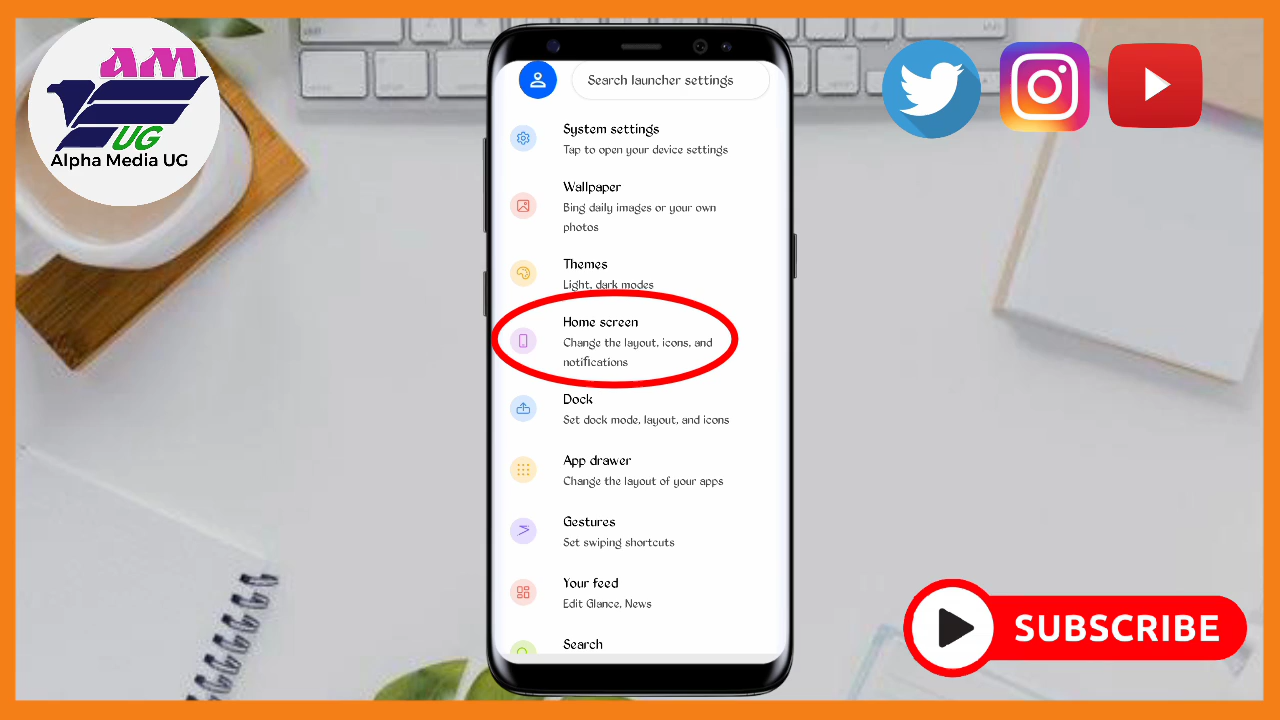 AM
UG
Alpha Media UG
Search launcher settings
System settings
Tap to open your device settings
Wallpaper
Bing daily images or your own
photos
Themes
Light, dark modes
Home screen
Change the layout, icons, and
notifications
Dock
Set dock mode, layout, and icons
App drawer
Change the layout of your apps
Gestures
Set swiping shortcuts
Your feed
Edit Glance, News
Search
SUBSCRIBE